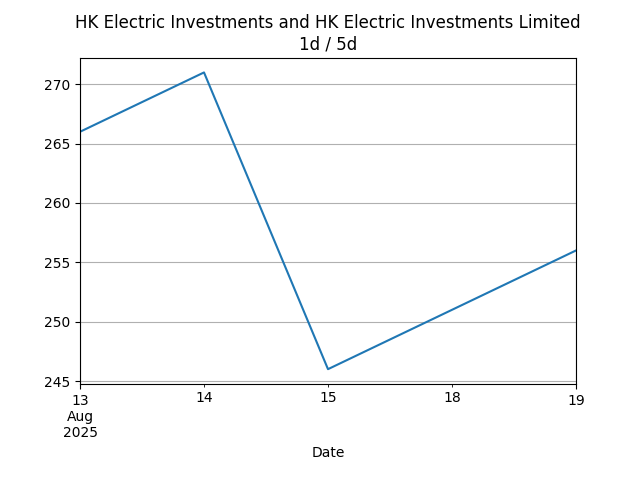 HK Electric Investments and HK Electric Investments Limited
1d / 5d
270
265
260
255
250
245
13 14 15 18 19
Aug
2025
Date